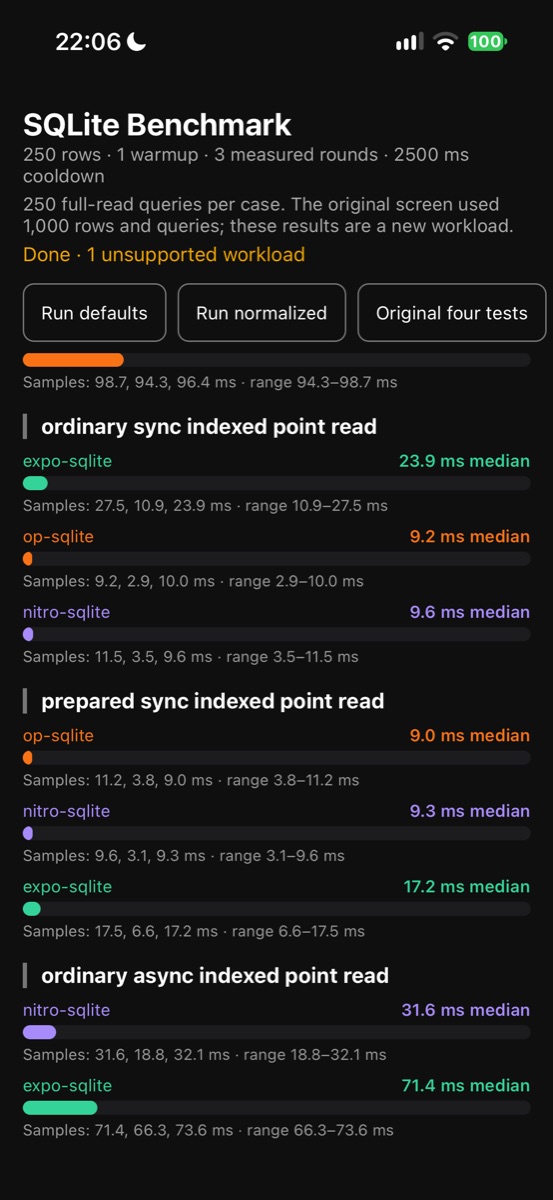 22:06
100
SQLite Benchmark
250 rows · 1 warmup · 3 measured rounds · 2500 ms
cooldown
250 full-read queries per case. The original screen used
1,000 rows and queries; these results are a new workload.
Done · 1 unsupported workload
Run defaults
Run normalized
Original four tests
Samples: 98.7, 94.3, 96.4 ms · range 94.3–98.7 ms
ordinary sync indexed point read
expo-sqlite 23.9 ms median
Samples: 27.5, 10.9, 23.9 ms · range 10.9–27.5 ms
op-sqlite 9.2 ms median
Samples: 9.2, 2.9, 10.0 ms · range 2.9–10.0 ms
nitro-sqlite 9.6 ms median
Samples: 11.5, 3.5, 9.6 ms · range 3.5–11.5 ms
prepared sync indexed point read
op-sqlite 9.0 ms median
Samples: 11.2, 3.8, 9.0 ms · range 3.8–11.2 ms
nitro-sqlite 9.3 ms median
Samples: 9.6, 3.1, 9.3 ms · range 3.1–9.6 ms
expo-sqlite 17.2 ms median
Samples: 17.5, 6.6, 17.2 ms · range 6.6–17.5 ms
ordinary async indexed point read
nitro-sqlite 31.6 ms median
Samples: 31.6, 18.8, 32.1 ms · range 18.8–32.1 ms
expo-sqlite 71.4 ms median
Samples: 71.4, 66.3, 73.6 ms · range 66.3–73.6 ms